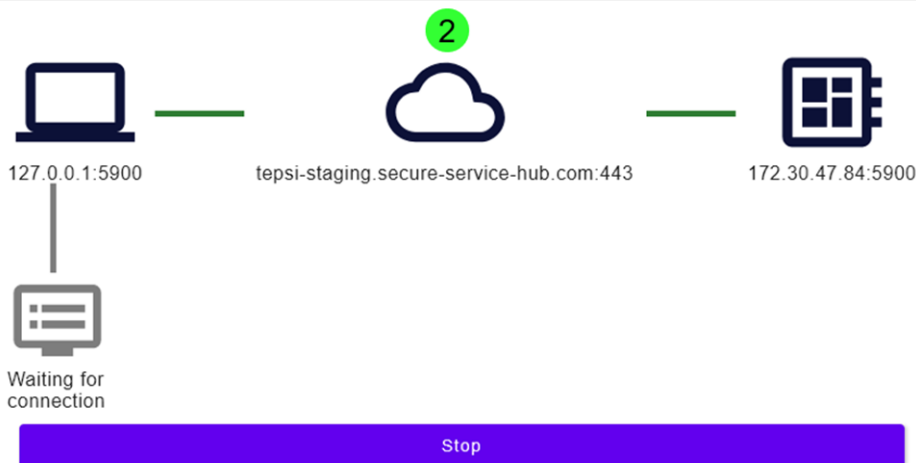 2
127.0.0.1:5900
tepsi-staging.secure-service-hub.com:443
172.30.47.84:5900
Waiting for
connection
Stop